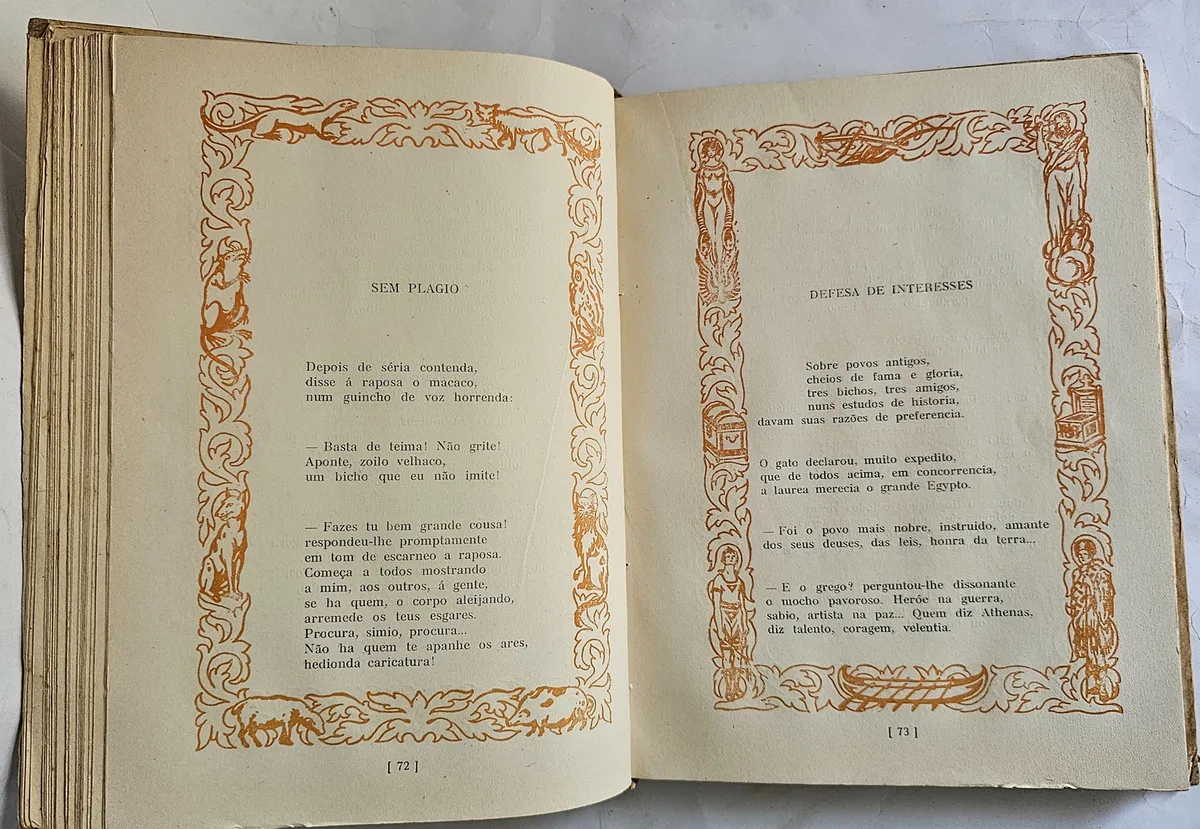 SEM PLAGIO
Depois de séria contenda,
disse á raposa o macaco,
num guincho de voz horrenda:
— Basta de teima! Não grite!
Aponte, zoilo velhaco,
um bicho que eu não imite!
— Fazes tu bem grande cousa!
respondeu-lhe promptamente
em tom de escarneo a raposa.
Começa a todos mostrando
a mim, aos outros, á gente,
se ha quem, o corpo aleijando,
arremede os teus esgares.
Procura, simio, procura...
Não ha quem te apanhe os ares,
hedionda caricatura!
[ 72 ]
DEFESA DE INTERESSES
Sobre povos antigos,
cheios de fama e gloria,
tres bichos, tres amigos,
nuns estudos de historia,
davam suas razões de preferencia.
O gato declarou, muito expedito,
que de todos acima, em concorrencia,
a laurea merecia o grande Egypto.
— Foi o povo mais nobre, instruido, amante
dos seus deuses, das leis, honra da terra...
— E o grego? perguntou-lhe dissonante
o mocho pavoroso. Heróe na guerra,
sabio, artista na paz... Quem diz Athenas,
diz talento, coragem, velentia.
[ 73 ]